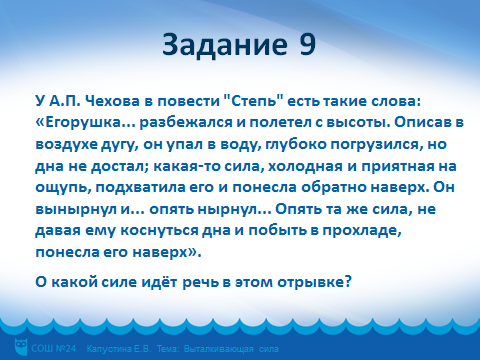 Задание 9
У А.П. Чехова в повести "Степь" есть такие слова:
«Егорушка... разбежался и полетел с высоты. Описав в
воздухе дугу, он упал в воду, глубоко погрузился, но
дна не достал; какая-то сила, холодная и приятная на
ощупь, подхватила его и понесла обратно наверх. Он
вынырнул и... опять нырнул... Опять та же сила, не
давая ему коснуться дна и побыть в прохладе,
понесла его наверх».
О какой силе идёт речь в этом отрывке?
СОШ №24 Капустина Е.В. Тема: Выталкивающая сила